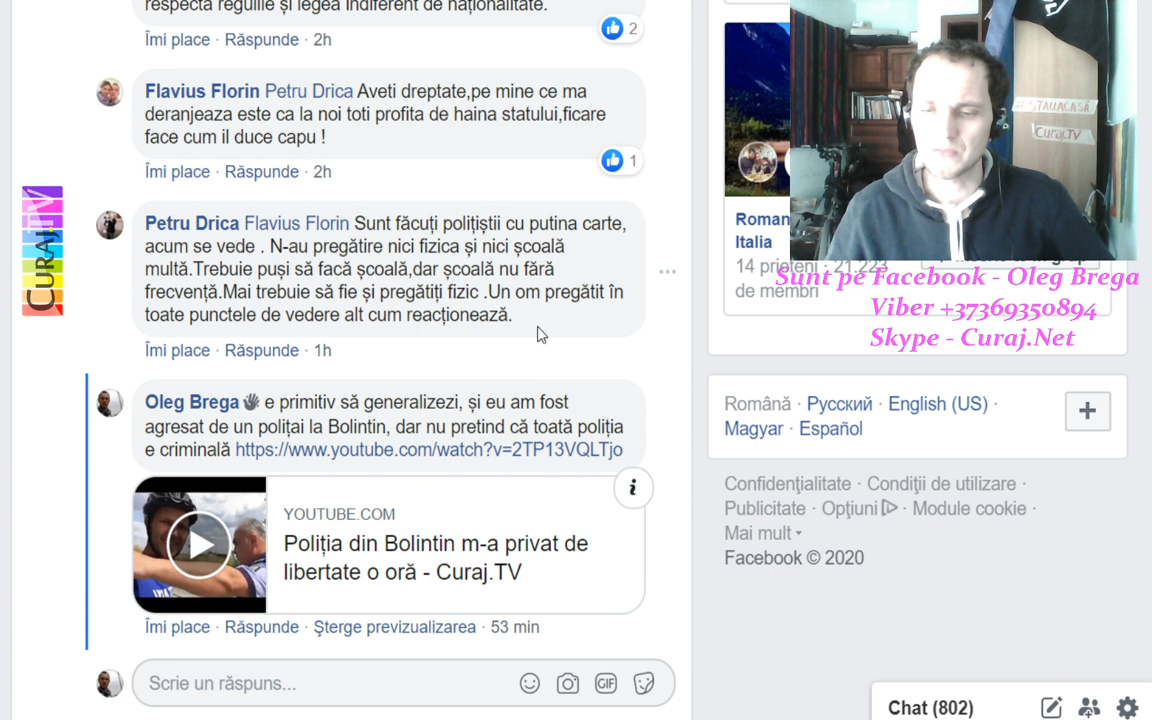 respectă regulile și legea indiferent de naționalitate.
Îmi place · Răspunde · 2h
2
Flavius Florin Petru Drica Aveti dreptate,pe mine ce ma
deranjeaza este ca la noi toti profita de haina statului,ficare
face cum il duce capu !
Îmi place · Răspunde · 2h
1
Petru Drica Flavius Florin Sunt făcuți polițiștii cu putina carte,
acum se vede . N-au pregătire nici fizica și nici școală
multă.Trebuie puși să facă școală,dar școală nu fără
frecvență.Mai trebuie să fie și pregătiți fizic .Un om pregătit în
toate punctele de vedere alt cum reacționează.
Îmi place · Răspunde · 1h
Oleg Brega e primitiv să generalizezi, și eu am fost
agresat de un polițai la Bolintin, dar nu pretind că toată poliția
e criminală https://www.youtube.com/watch?v=2TP13VQLTjo
YOUTUBE.COM
Poliția din Bolintin m-a privat de
libertate o oră - Curaj.TV
Îmi place · Răspunde · Șterge previzualizarea · 53 min
Scrie un răspuns...
GIF
CURAJ.TV
#STAUACASĂ
Curaj.TV
Roman
Italia
14 prieteni · 21.223
de membri
Sunt pe Facebook - Oleg Brega
Viber +37369350894
Skype - Curaj.Net
Română · Русский · English (US) ·
Magyar · Español
Confidențialitate · Condiții de utilizare ·
Publicitate · Opțiuni · Module cookie ·
Mai mult
Facebook © 2020
Chat (802)